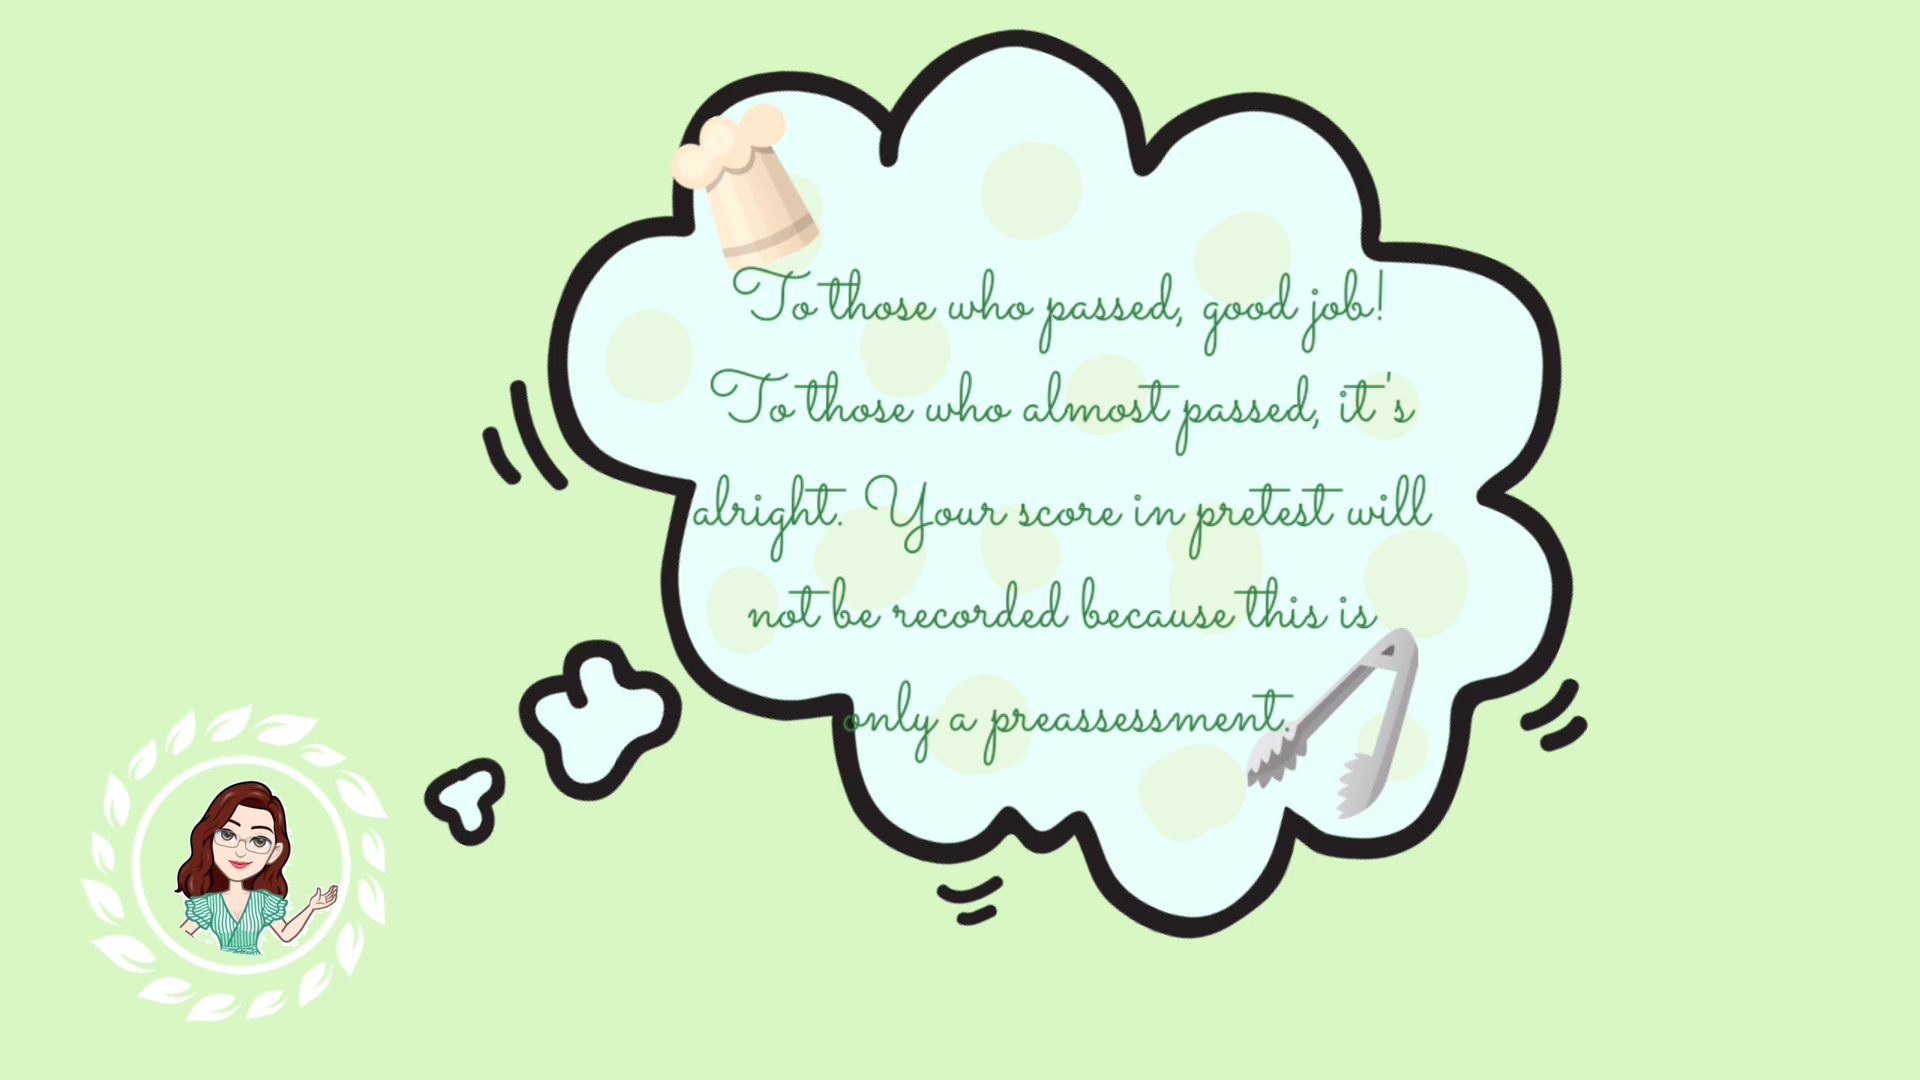 To those who passed, good job!
To those who almost passed, it's
alright. Your score in pretest will
not be recorded because this is
only a preassessment.